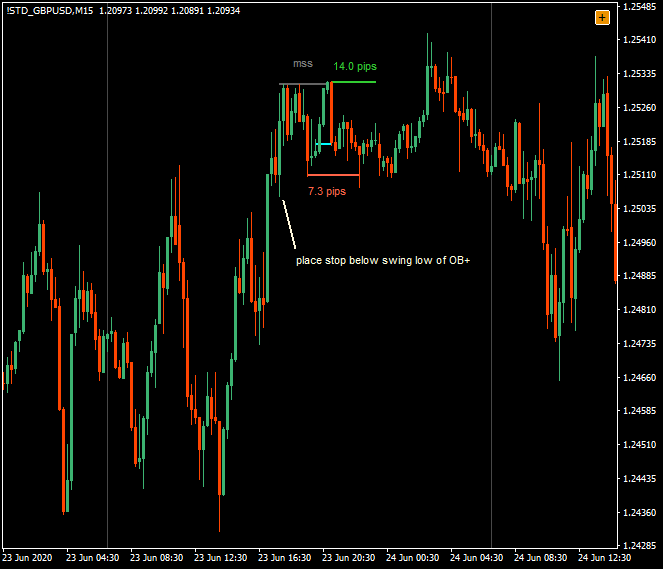 !STD_GBPUSD,M15 1.20973 1.20992 1.20891 1.20934
1.25485
1.25410
mss
14.0 pips
1.25335
1.25260
1.25185
1.25110
7.3 pips
1.25035
place stop below swing low of OB+
1.24960
1.24885
1.24810
1.24735
1.24660
1.24585
1.24510
1.24435
1.24360
1.24285
23 Jun 2020 23 Jun 04:30 23 Jun 08:30 23 Jun 12:30 23 Jun 16:30 23 Jun 20:30 24 Jun 00:30 24 Jun 04:30 24 Jun 08:30 24 Jun 12:30